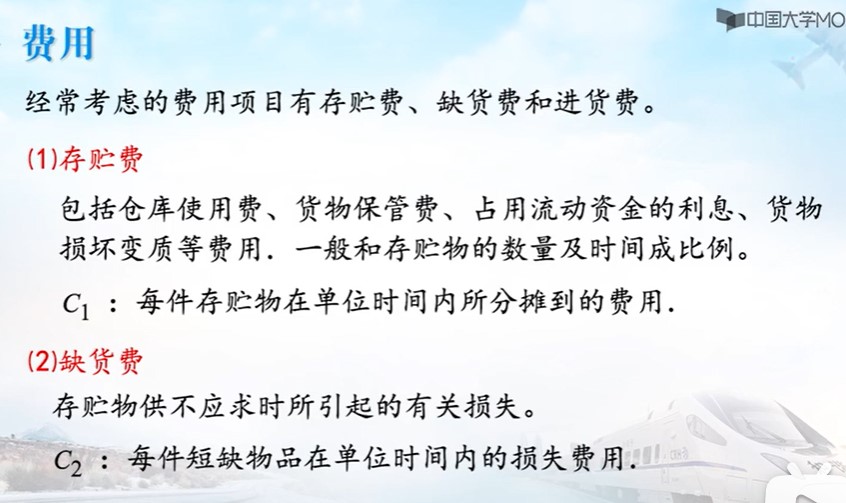 中国大学MO
费用
经常考虑的费用项目有存贮费、缺货费和进货费。
(1)存贮费
包括仓库使用费、货物保管费、占用流动资金的利息、货物
损坏变质等费用．一般和存贮物的数量及时间成比例。
C₁ ：每件存贮物在单位时间内所分摊到的费用．
(2)缺货费
存贮物供不应求时所引起的有关损失。
C₂ ：每件短缺物品在单位时间内的损失费用．